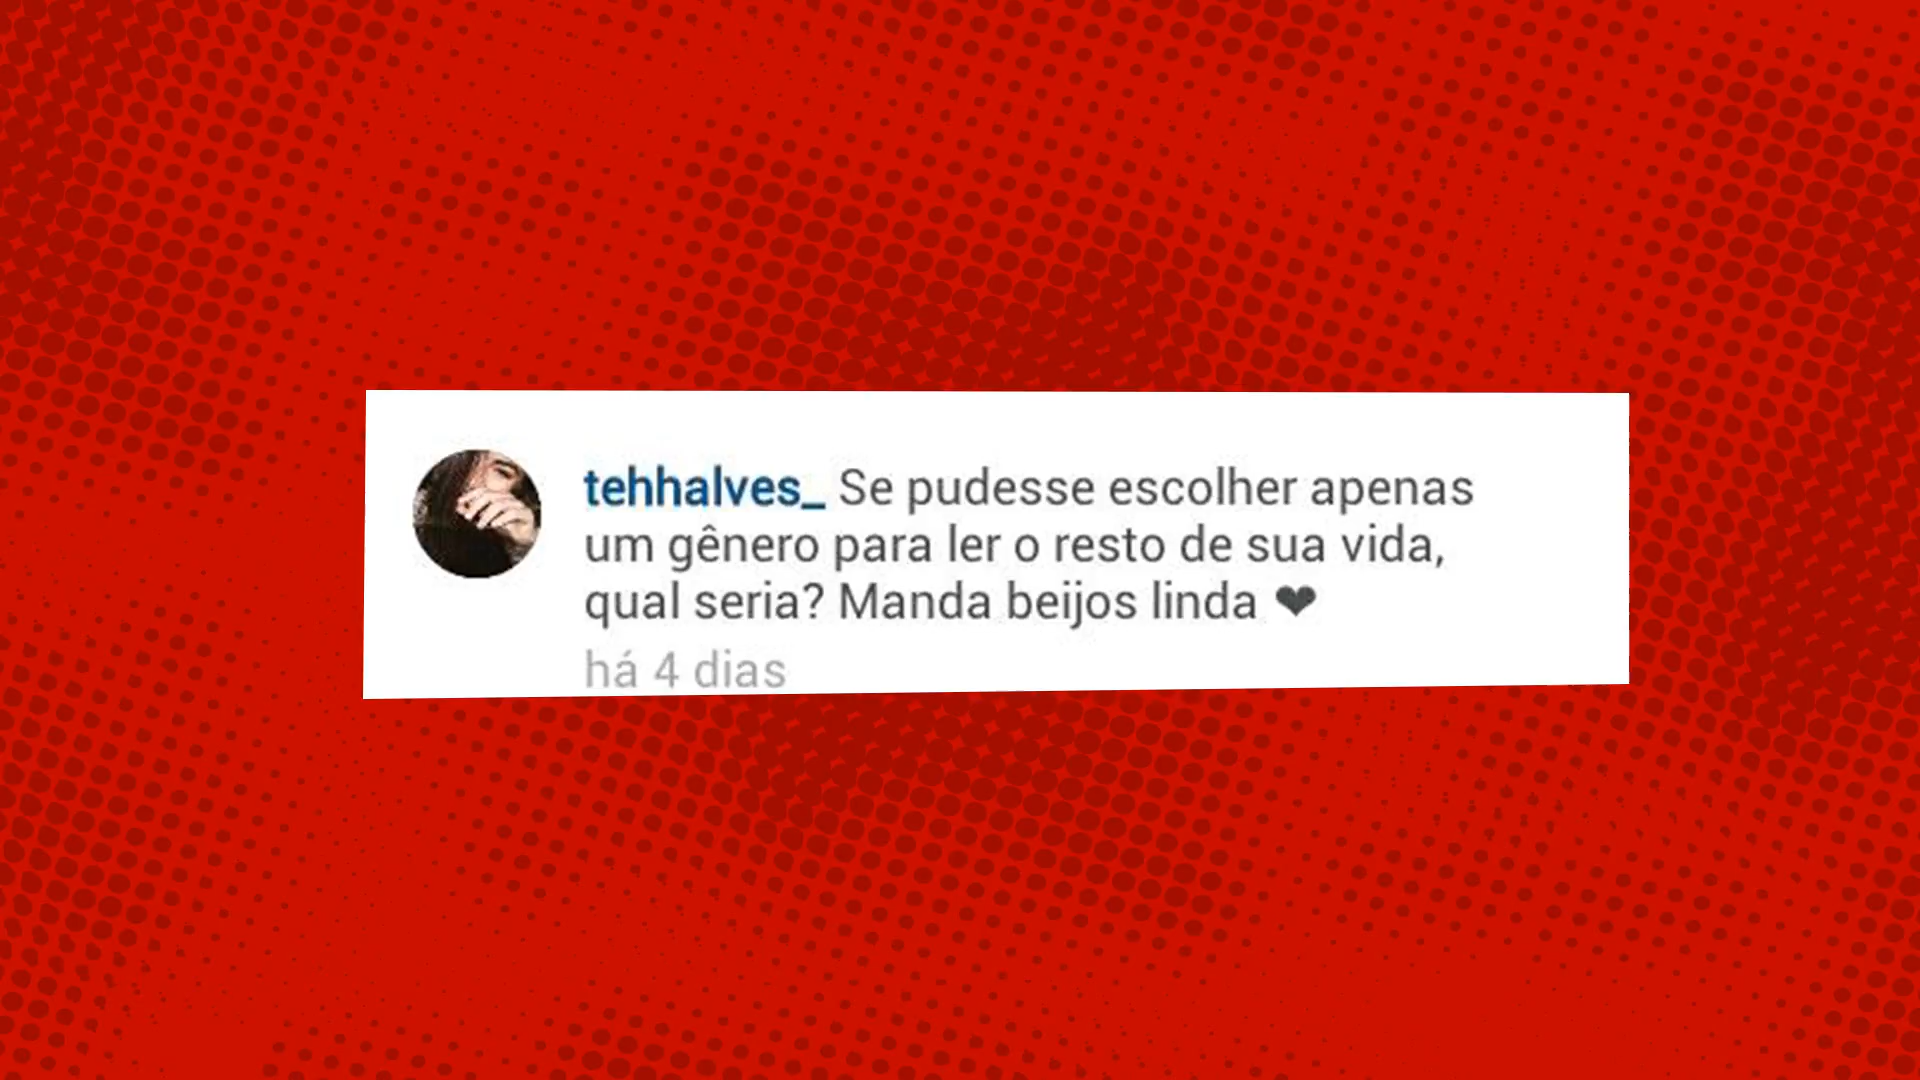 tehhalves_ Se pudesse escolher apenas
um gênero para ler o resto de sua vida,
qual seria? Manda beijos linda ❤
há 4 dias